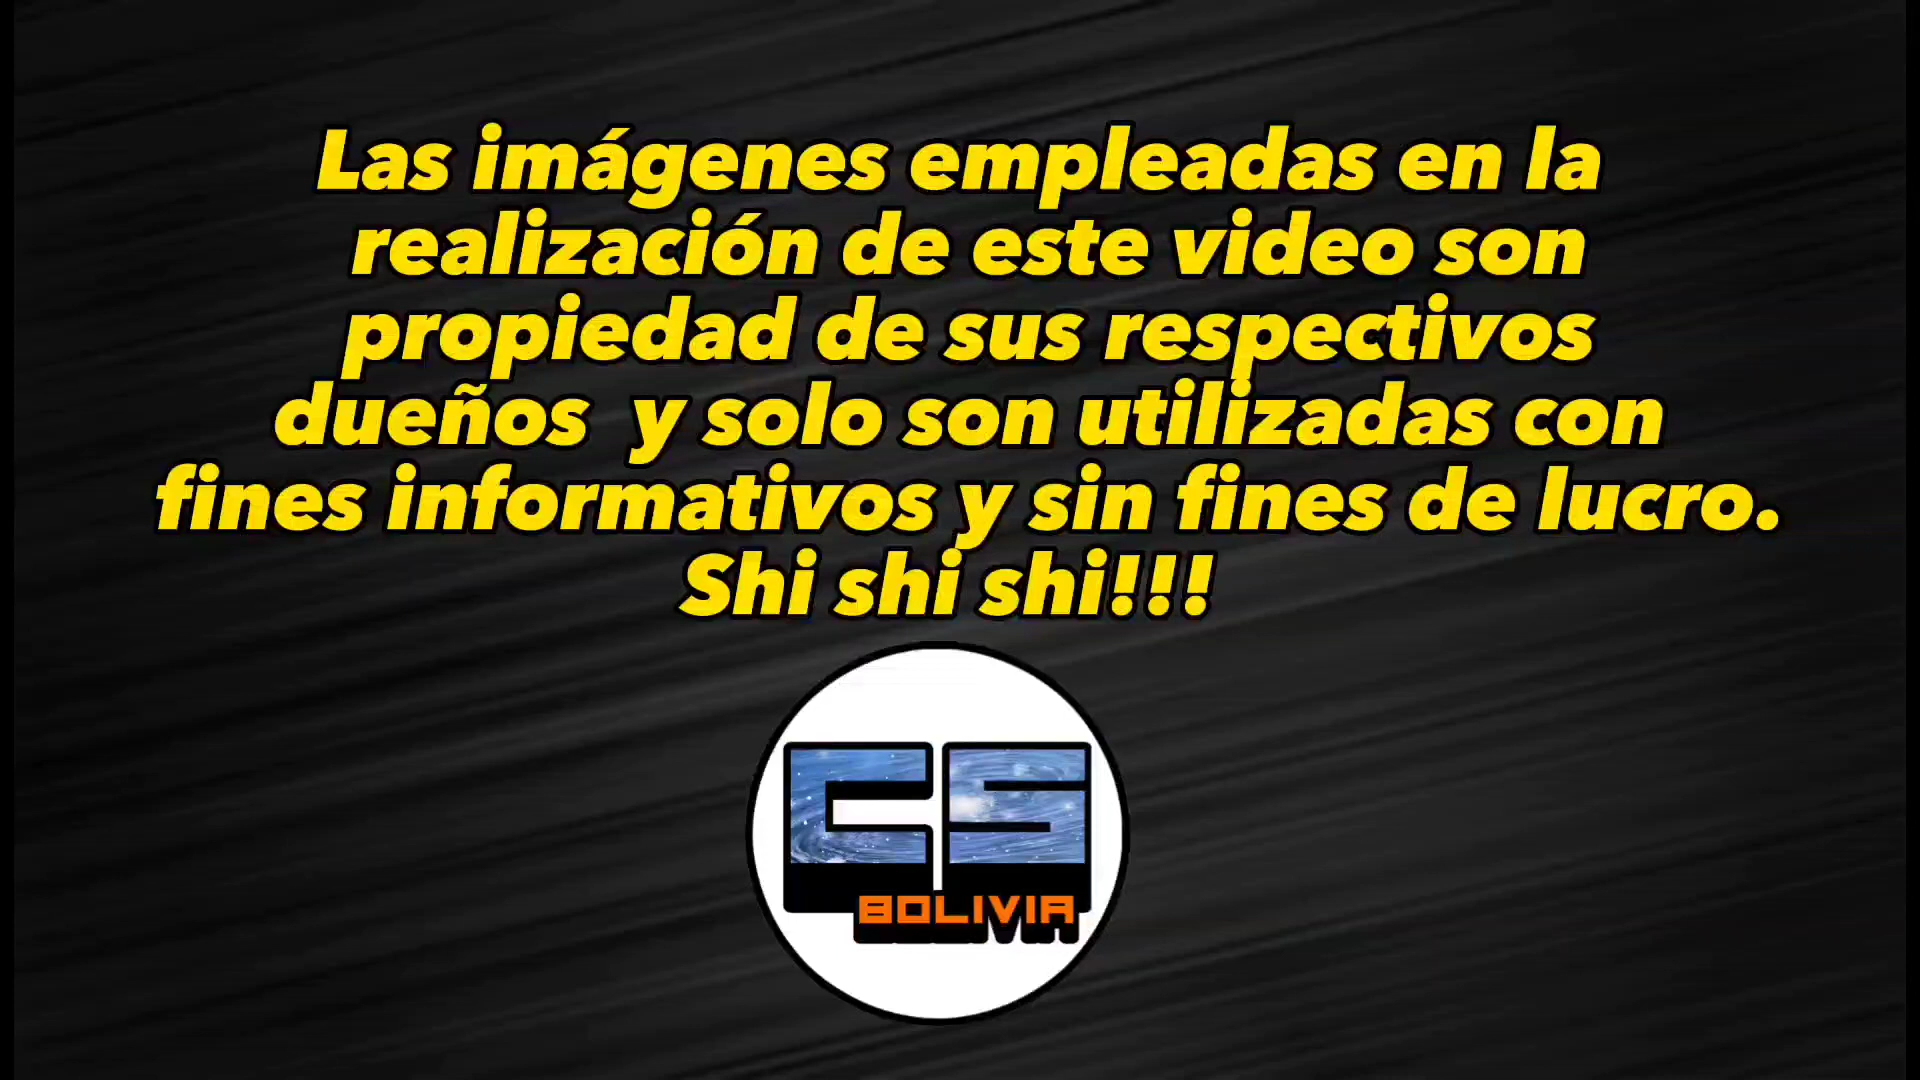 Las imágenes empleadas en la
realización de este video son
propiedad de sus respectivos
dueños y solo son utilizadas con
fines informativos y sin fines de lucro.
Shi shi shi!!!
CS
BOLIVIA